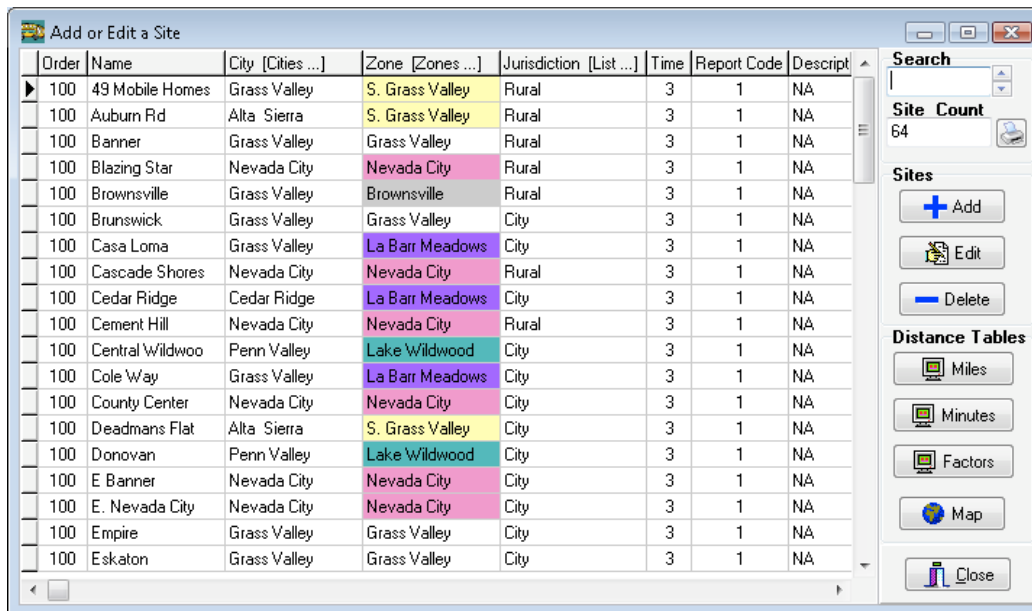 Add or Edit a Site
Order Name City [Cities ...] Zone [Zones ...] Jurisdiction [List ...] Time Report Code Descript
100 49 Mobile Homes Grass Valley S. Grass Valley Rural 3 1 NA
100 Auburn Rd Alta Sierra S. Grass Valley Rural 3 1 NA
100 Banner Grass Valley Grass Valley Rural 3 1 NA
100 Blazing Star Nevada City Nevada City Rural 3 1 NA
100 Brownsville Grass Valley Brownsville Rural 3 1 NA
100 Brunswick Grass Valley Grass Valley City 3 1 NA
100 Casa Loma Grass Valley La Barr Meadows City 3 1 NA
100 Cascade Shores Nevada City Nevada City Rural 3 1 NA
100 Cedar Ridge Cedar Ridge La Barr Meadows City 3 1 NA
100 Cement Hill Nevada City Nevada City Rural 3 1 NA
100 Central Wildwoo Penn Valley Lake Wildwood City 3 1 NA
100 Cole Way Grass Valley La Barr Meadows City 3 1 NA
100 County Center Nevada City Nevada City City 3 1 NA
100 Deadmans Flat Alta Sierra S. Grass Valley City 3 1 NA
100 Donovan Penn Valley Lake Wildwood City 3 1 NA
100 E Banner Nevada City Nevada City City 3 1 NA
100 E. Nevada City Nevada City Nevada City City 3 1 NA
100 Empire Grass Valley Grass Valley City 3 1 NA
100 Eskaton Grass Valley Grass Valley City 3 1 NA
Search
Site Count
64
Sites
Add
Edit
Delete
Distance Tables
Miles
Minutes
Factors
Map
Close